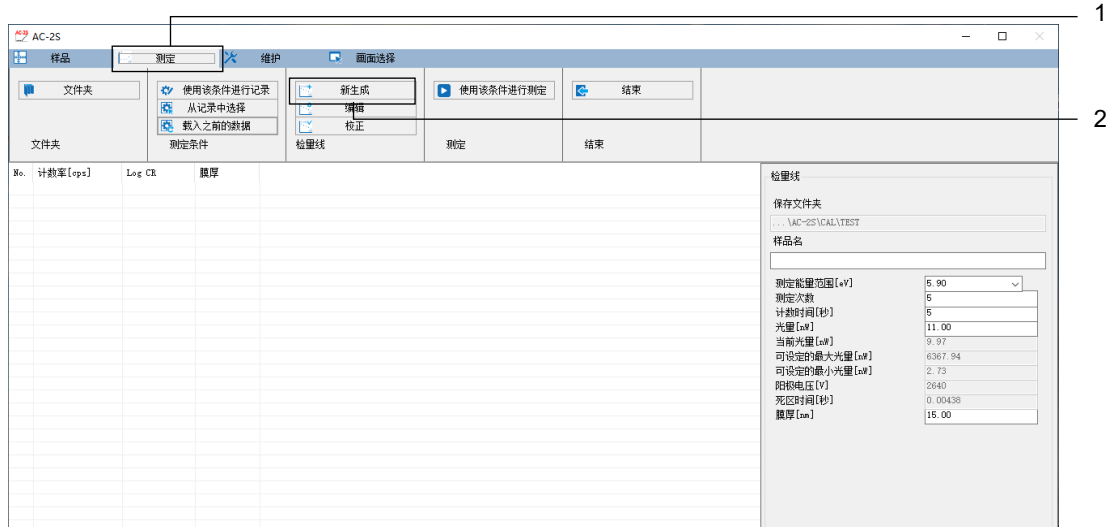 1
AC-2S AC-2S
样品 测定 维护 画面选择
文件夹 使用该条件进行记录 新生成 使用该条件进行测定 结束
从记录中选择 编辑
2
载入之前的数据 校正
文件夹 测定条件 检量线 测定 结束
No. 计数率[cps] Log CR 膜厚
检量线
保存文件夹
...\AC-2S\CAL\TEST
样品名
测定能量范围[eV] 5.90
测定次数 5
计数时间[秒] 5
光量[nW] 11.00
当前光量[nW] 9.97
可设定的最大光量[nW] 6367.94
可设定的最小光量[nW] 2.73
阳极电压[V] 2640
死区时间[秒] 0.00438
膜厚[nm] 15.00